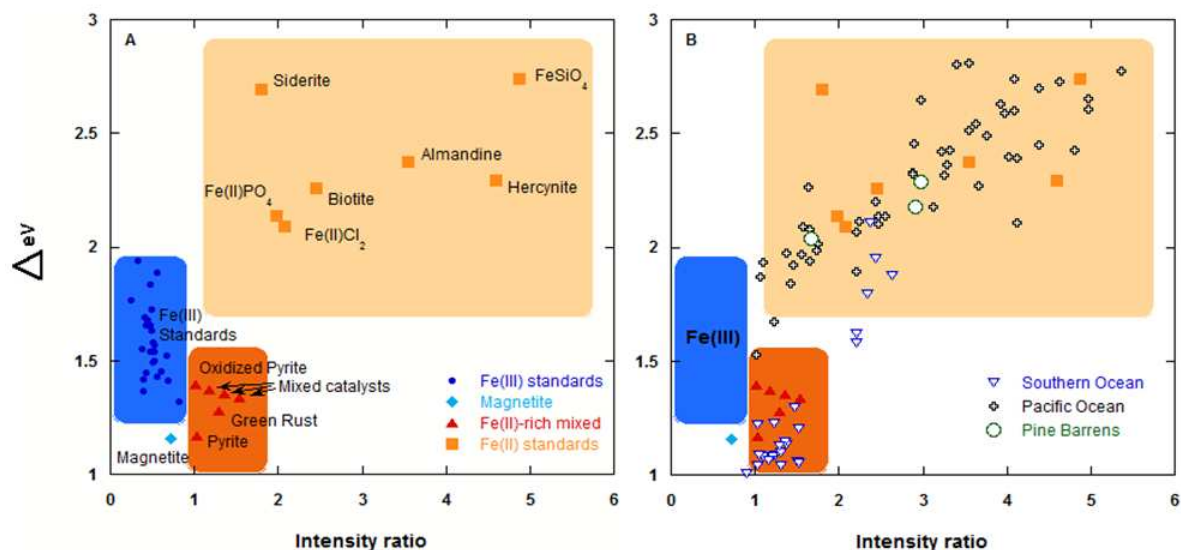 A
3
2.5
2
1.5
1
0
1
2
3
4
5
6
ΔeV
Intensity ratio
Siderite
FeSiO4
Almandine
Hercynite
Fe(II)PO4
Biotite
Fe(II)Cl2
Fe(III)
Standards
Oxidized Pyrite
Mixed catalysts
Green Rust
Pyrite
Magnetite
Fe(III) standards
Magnetite
Fe(II)-rich mixed
Fe(II) standards
B
3
2.5
2
1.5
1
0
1
2
3
4
5
6
Intensity ratio
Fe(III)
Southern Ocean
Pacific Ocean
Pine Barrens